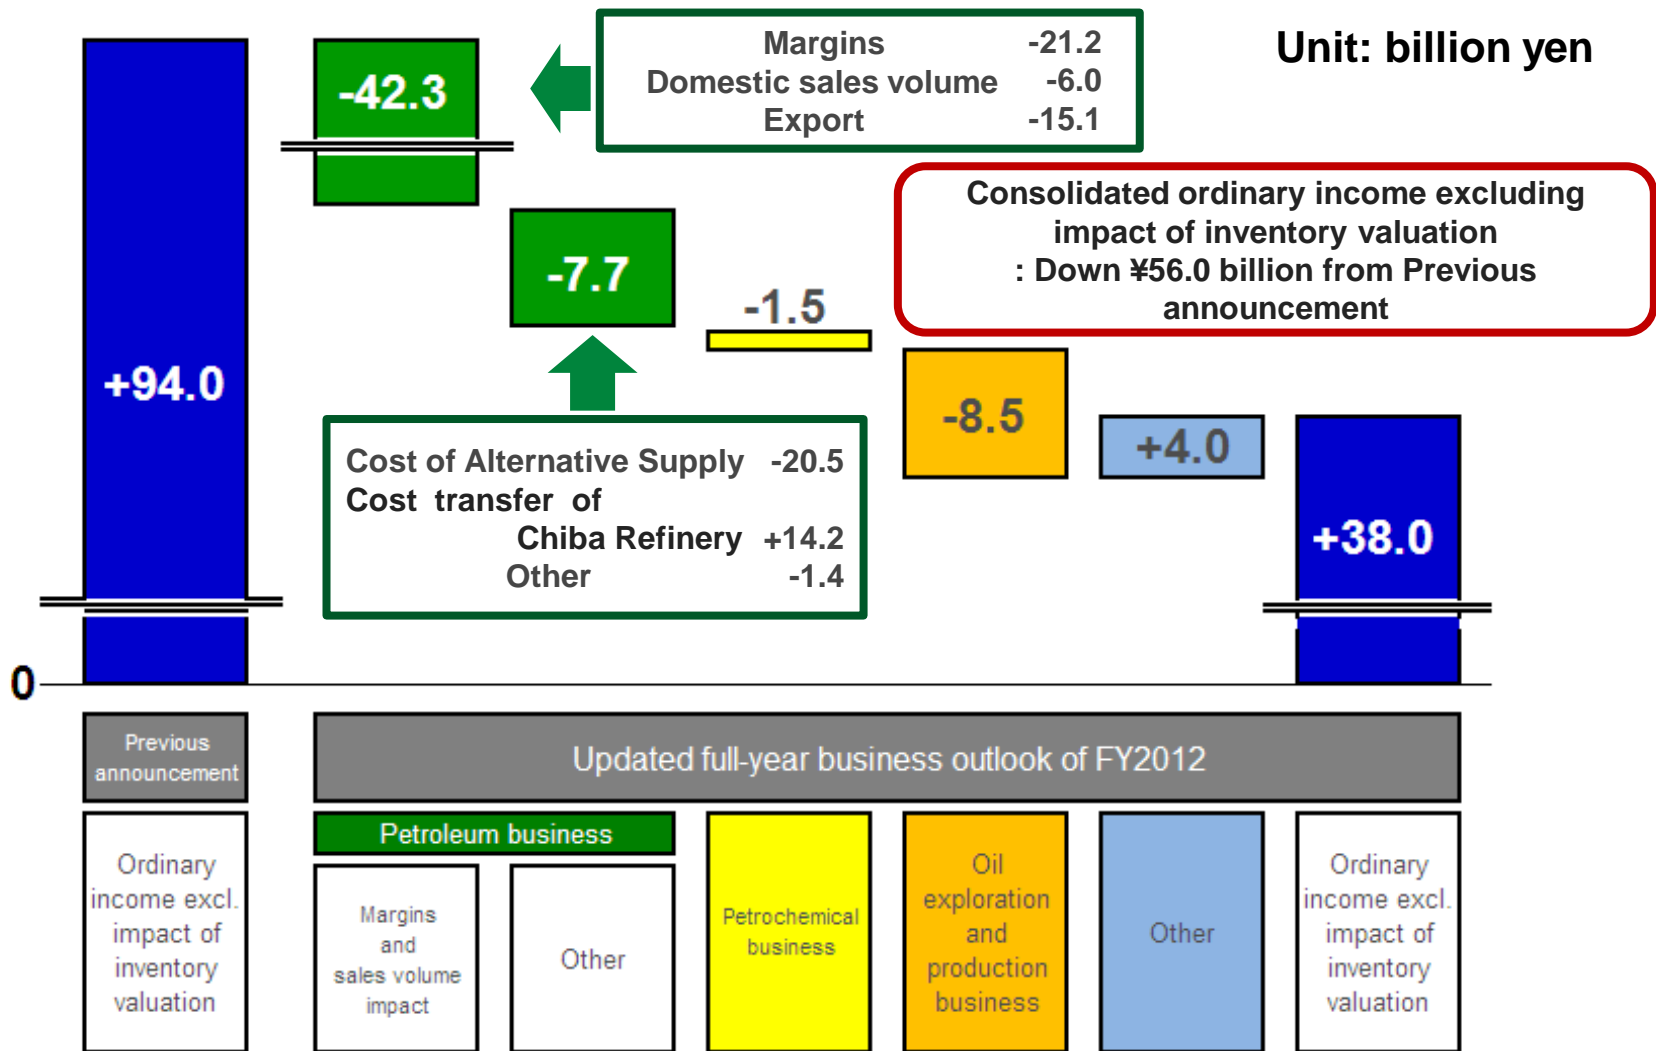 Unit: billion yen
Margins -21.2
Domestic sales volume -6.0
Export -15.1
-42.3
Consolidated ordinary income excluding
impact of inventory valuation
: Down ¥56.0 billion from Previous
announcement
-7.7
-1.5
+94.0
-8.5
+4.0
Cost of Alternative Supply -20.5
Cost transfer of
Chiba Refinery +14.2
Other -1.4
+38.0
0
Previous
announcement
Updated full-year business outlook of FY2012
Petroleum business
Ordinary
income excl.
impact of
inventory
valuation
Margins
and
sales volume
impact
Other
Petrochemical
business
Oil
exploration
and
production
business
Other
Ordinary
income excl.
impact of
inventory
valuation